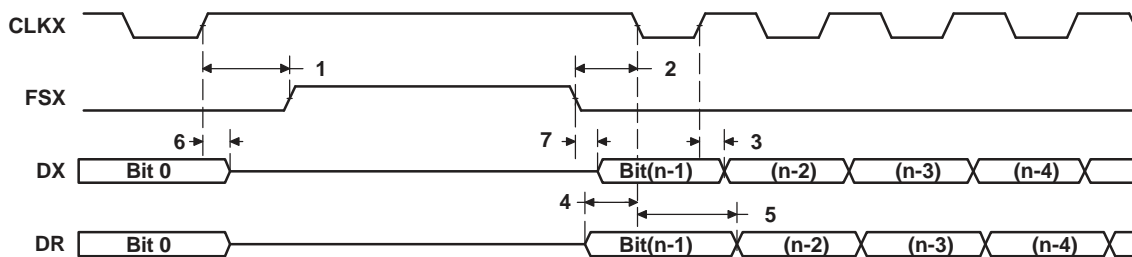 CLKX
1 2
FSX
6 7 3
DX Bit 0 Bit(n-1) (n-2) (n-3) (n-4)
4 5
DR Bit 0 Bit(n-1) (n-2) (n-3) (n-4)